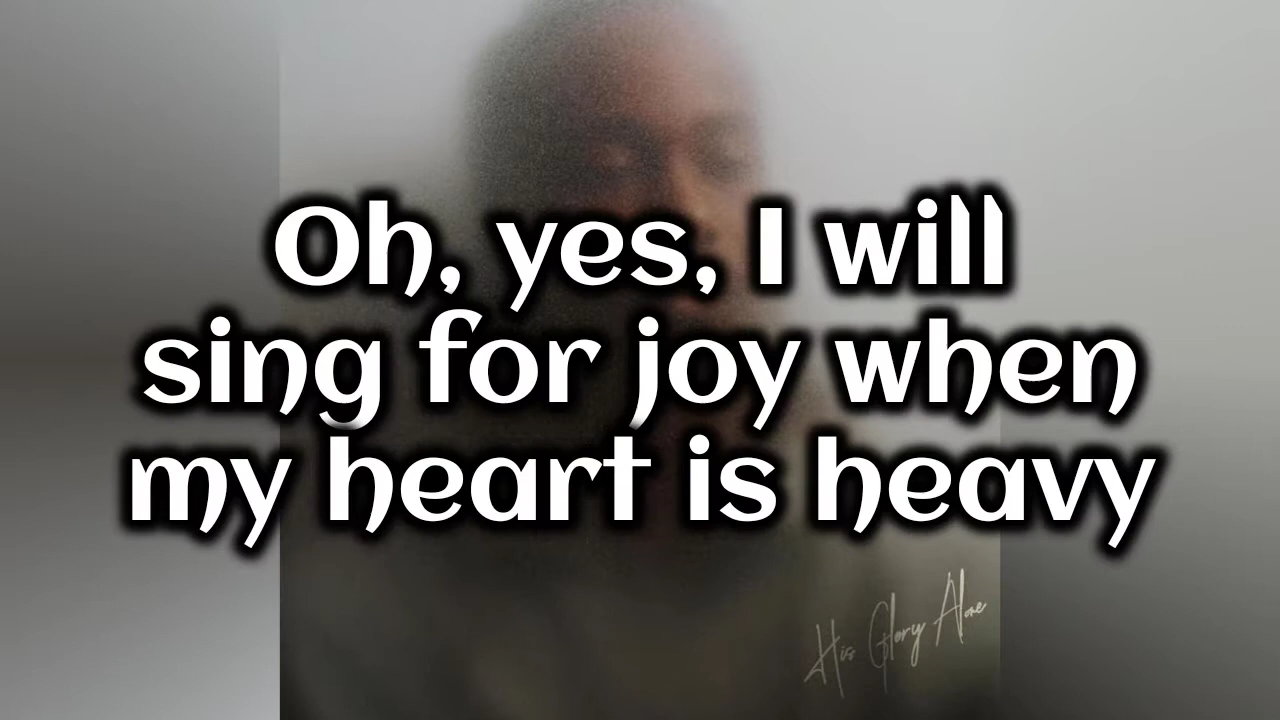 Oh, yes, I will
sing for joy when
my heart is heavy
His Glory Alone